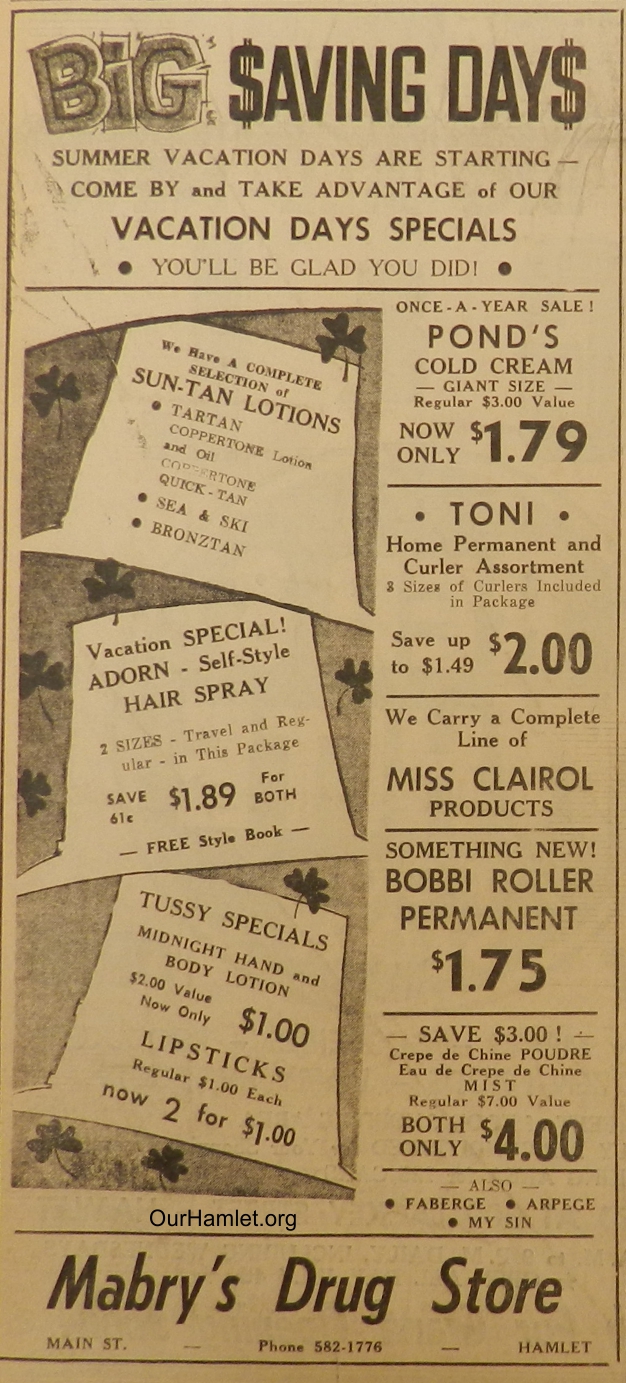 BiG $AVING DAY$
SUMMER VACATION DAYS ARE STARTING —
COME BY and TAKE ADVANTAGE of OUR
VACATION DAYS SPECIALS
• YOU'LL BE GLAD YOU DID! •
We Have A COMPLETE
SELECTION of
SUN-TAN LOTIONS
• TARTAN
COPPERTONE Lotion
and Oil
COPPERTONE
QUICK-TAN
• SEA & SKI
• BRONZTAN
Vacation SPECIAL!
ADORN - Self-Style
HAIR SPRAY
2 SIZES - Travel and Reg-
ular - in This Package
SAVE 61c $1.89 For BOTH
— FREE Style Book —
TUSSY SPECIALS
MIDNIGHT HAND and
BODY LOTION
$2.00 Value
Now Only $1.00
LIPSTICKS
Regular $1.00 Each
now 2 for $1.00
ONCE-A-YEAR SALE!
POND'S
COLD CREAM
— GIANT SIZE —
Regular $3.00 Value
NOW ONLY $1.79
• TONI •
Home Permanent and
Curler Assortment
8 Sizes of Curlers Included
in Package
Save up
to $1.49 $2.00
We Carry a Complete
Line of
MISS CLAIROL
PRODUCTS
SOMETHING NEW!
BOBBI ROLLER
PERMANENT
$1.75
— SAVE $3.00! —
Crepe de Chine POUDRE
Eau de Crepe de Chine
MIST
Regular $7.00 Value
BOTH ONLY $4.00
— ALSO —
• FABERGE • ARPEGE
• MY SIN
OurHamlet.org
Mabry's Drug Store
MAIN ST. — Phone 582-1776 — HAMLET